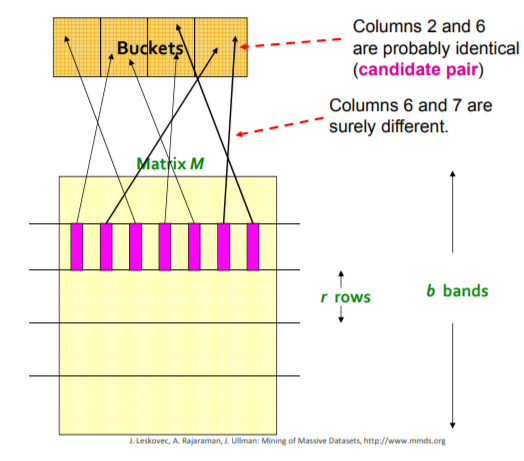 Columns 2 and 6
are probably identical
(candidate pair)
Buckets
Columns 6 and 7 are
surely different.
Matrix M
r rows
b bands
J. Leskovec, A. Rajaraman, J. Ullman: Mining of Massive Datasets, http://www.mmds.org